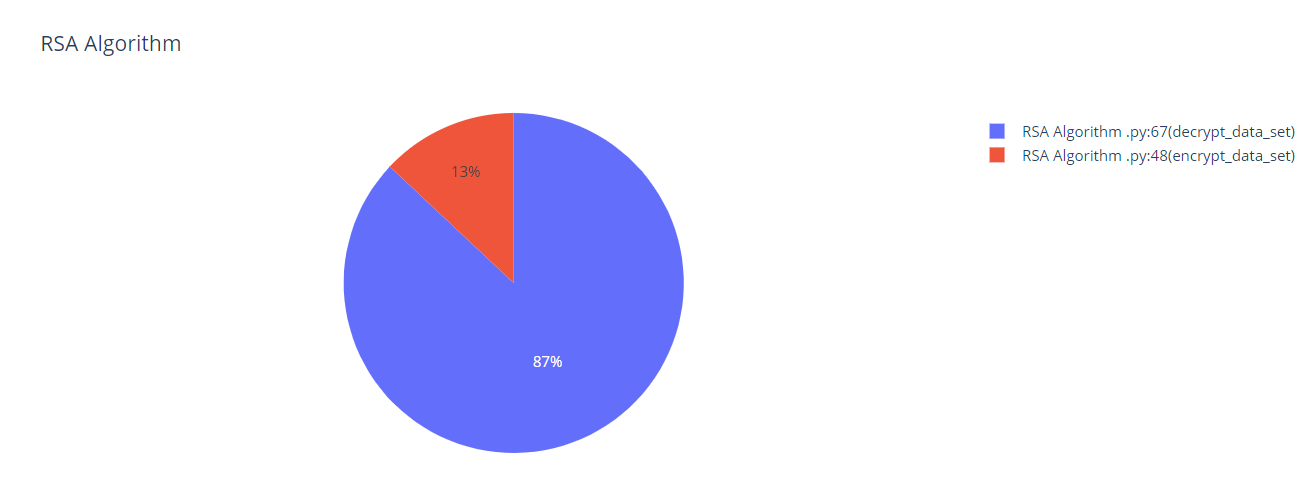 RSA Algorithm
RSA Algorithm .py:67(decrypt_data_set)
RSA Algorithm .py:48(encrypt_data_set)
13%
87%